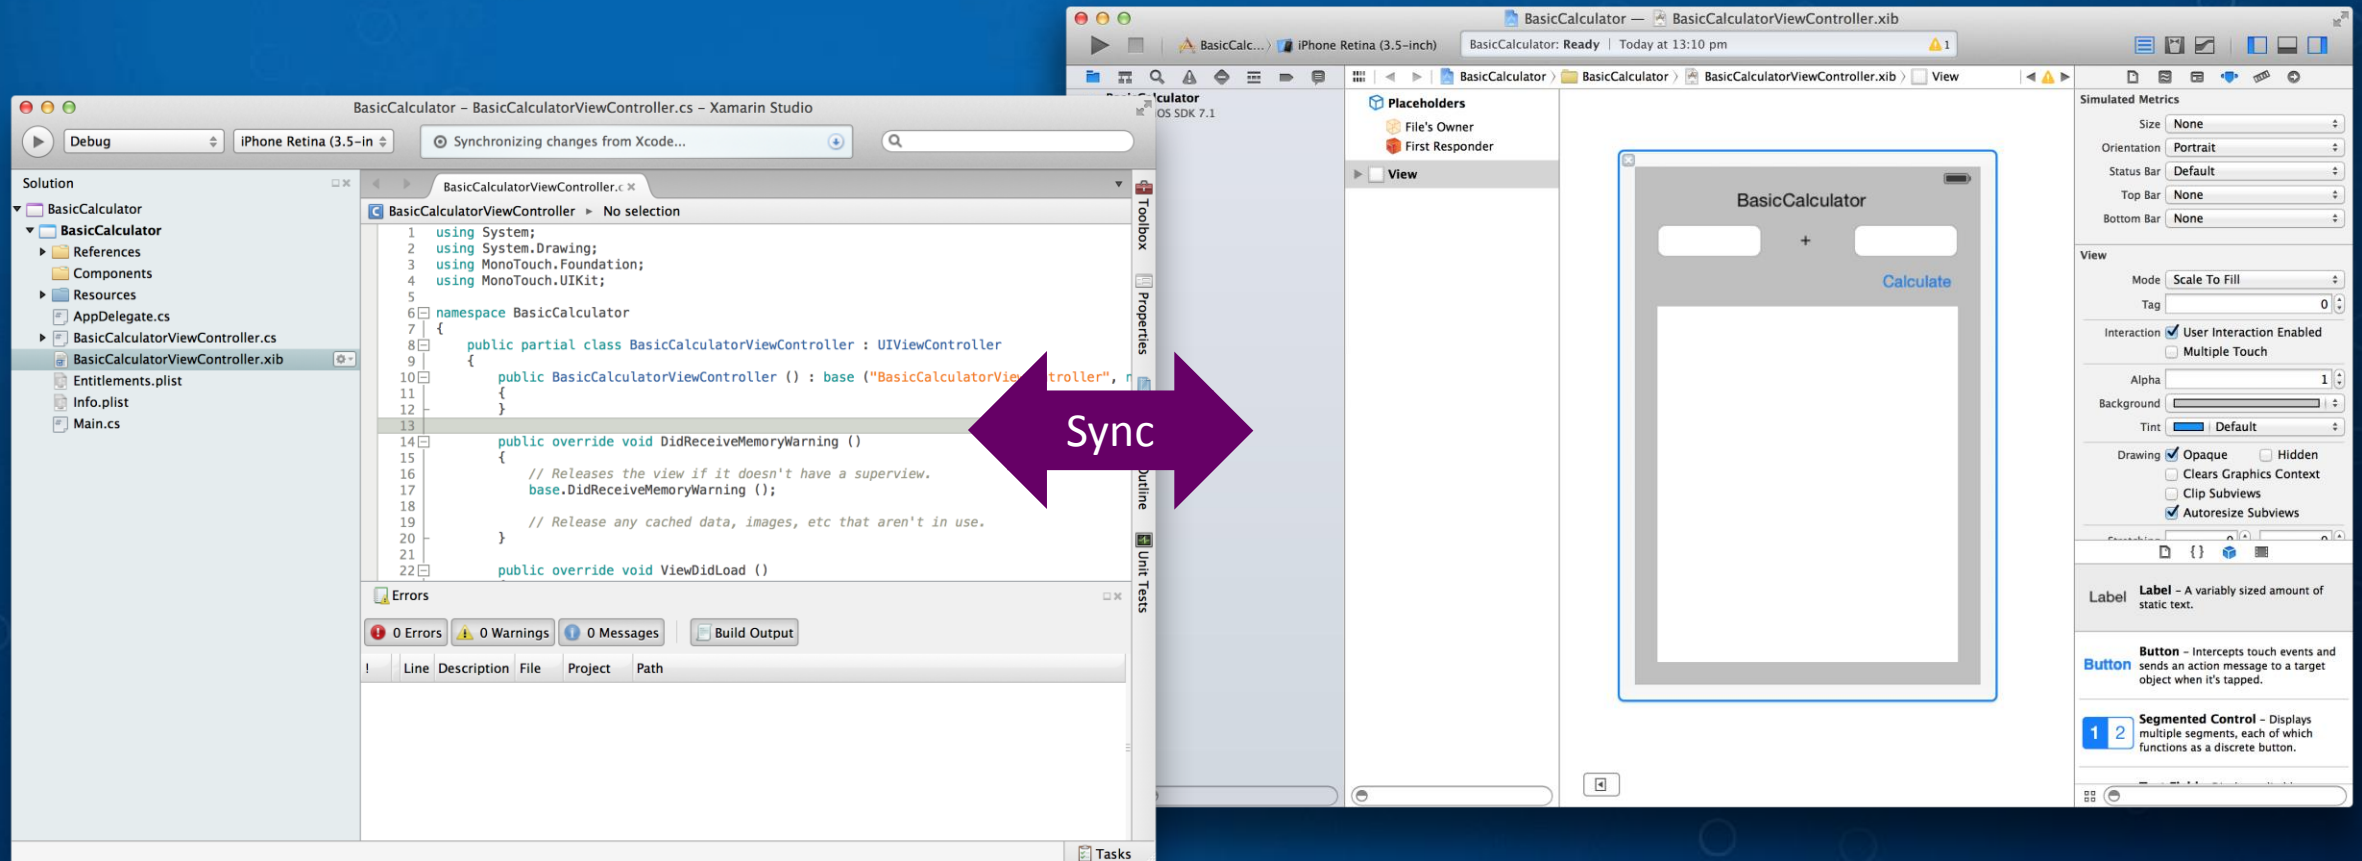 BasicCalculator – BasicCalculatorViewController.cs – Xamarin Studio
Debug
iPhone Retina (3.5-in
Synchronizing changes from Xcode...
Solution
BasicCalculator
BasicCalculator
References
Components
Resources
AppDelegate.cs
BasicCalculatorViewController.cs
BasicCalculatorViewController.xib
Entitlements.plist
Info.plist
Main.cs
BasicCalculatorViewController.c
BasicCalculatorViewController ▸ No selection
1 using System;
2 using System.Drawing;
3 using MonoTouch.Foundation;
4 using MonoTouch.UIKit;
5
6 namespace BasicCalculator
7 {
8 public partial class BasicCalculatorViewController : UIViewController
9 {
10 public BasicCalculatorViewController () : base ("BasicCalculatorVie troller", n
11 {
12 }
13
14 public override void DidReceiveMemoryWarning ()
15 {
16 // Releases the view if it doesn't have a superview.
17 base.DidReceiveMemoryWarning ();
18
19 // Release any cached data, images, etc that aren't in use.
20 }
21
22 public override void ViewDidLoad ()
Errors
0 Errors
0 Warnings
0 Messages
Build Output
! Line Description File Project Path
Tasks
Toolbox
Properties
Outline
Unit Tests
Sync
BasicCalculator — BasicCalculatorViewController.xib
BasicCalc... iPhone Retina (3.5-inch)
BasicCalculator: Ready | Today at 13:10 pm
1
BasicCalculator BasicCalculator BasicCalculatorViewController.xib View
culator
OS SDK 7.1
Placeholders
File's Owner
First Responder
View
BasicCalculator
+
Calculate
Simulated Metrics
Size None
Orientation Portrait
Status Bar Default
Top Bar None
Bottom Bar None
View
Mode Scale To Fill
Tag 0
Interaction User Interaction Enabled
Multiple Touch
Alpha 1
Background
Tint Default
Drawing Opaque Hidden
Clears Graphics Context
Clip Subviews
Autoresize Subviews
{}
Label Label – A variably sized amount of
static text.
Button Button – Intercepts touch events and
sends an action message to a target
object when it's tapped.
1 2 Segmented Control – Displays
multiple segments, each of which
functions as a discrete button.